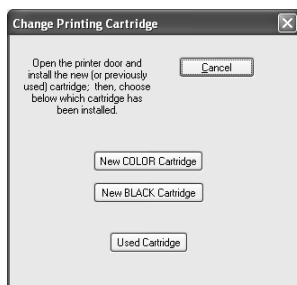 Change Printing Cartridge
Open the printer door and
install the new (or previously
used) cartridge; then, choose
below which cartridge has
been installed.
Cancel
New COLOR Cartridge
New BLACK Cartridge
Used Cartridge